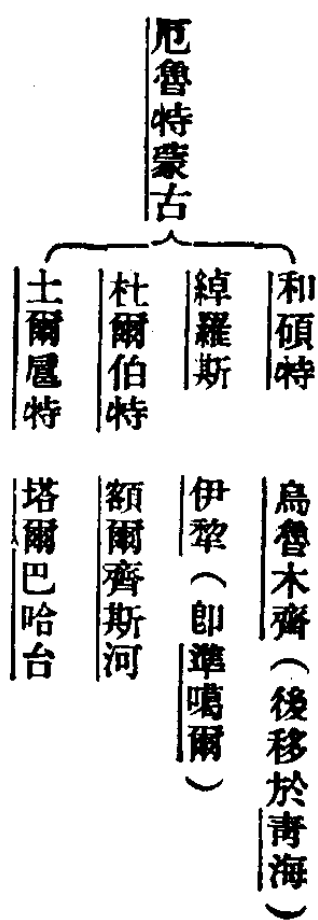 厄魯特蒙古
和碩特 烏魯木齊（後移於青海）
綽羅斯 伊犂（卽準噶爾）
杜爾伯特 額爾齊斯河
土爾扈特 塔爾巴哈台